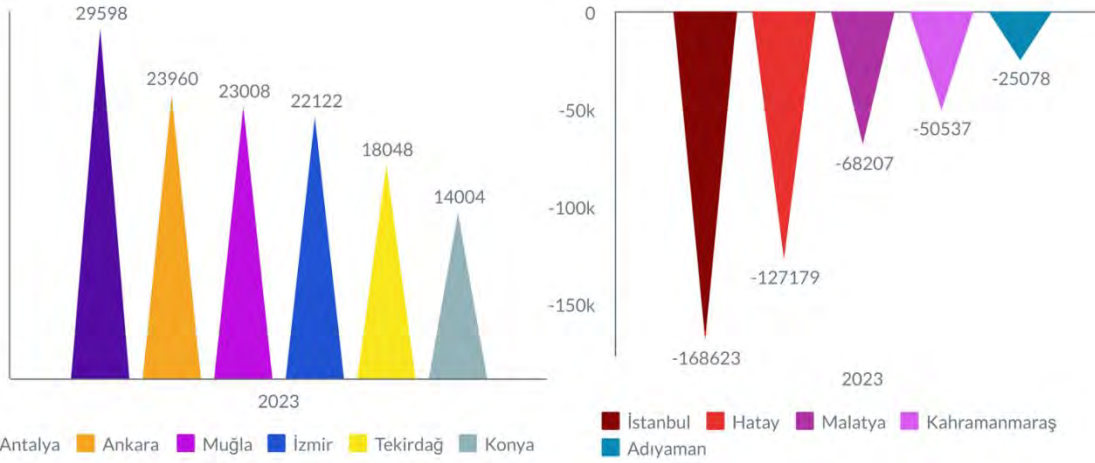 29598
23960
23008
22122
18048
14004
2023
Antalya Ankara Muğla İzmir Tekirdağ Konya
0
-50k
-100k
-150k
-25078
-50537
-68207
-127179
-168623
2023
İstanbul Hatay Malatya Kahramanmaraş
Adıyaman